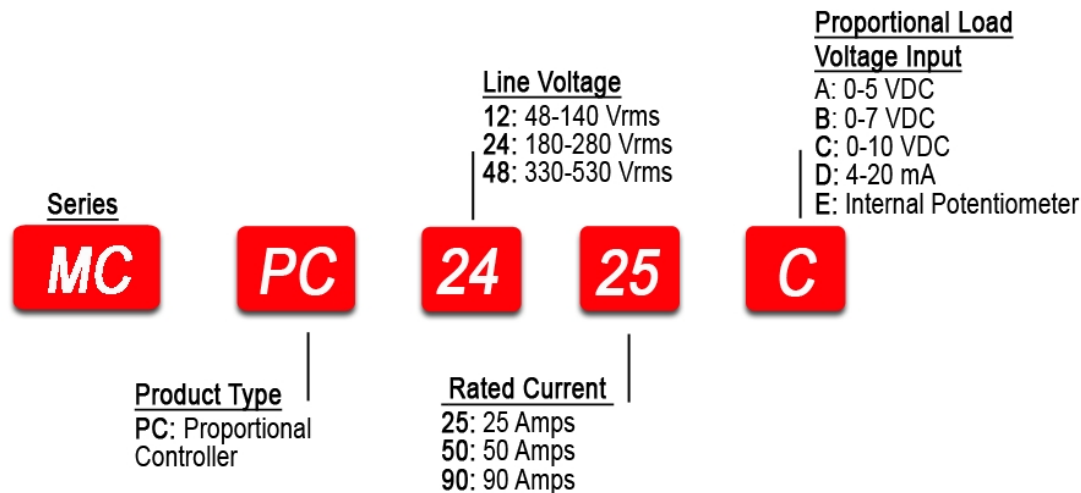 Proportional Load
Voltage Input
A: 0-5 VDC
B: 0-7 VDC
C: 0-10 VDC
D: 4-20 mA
E: Internal Potentiometer
Line Voltage
12: 48-140 Vrms
24: 180-280 Vrms
48: 330-530 Vrms
Series
MC PC 24 25 C
Product Type
PC: Proportional
Controller
Rated Current
25: 25 Amps
50: 50 Amps
90: 90 Amps